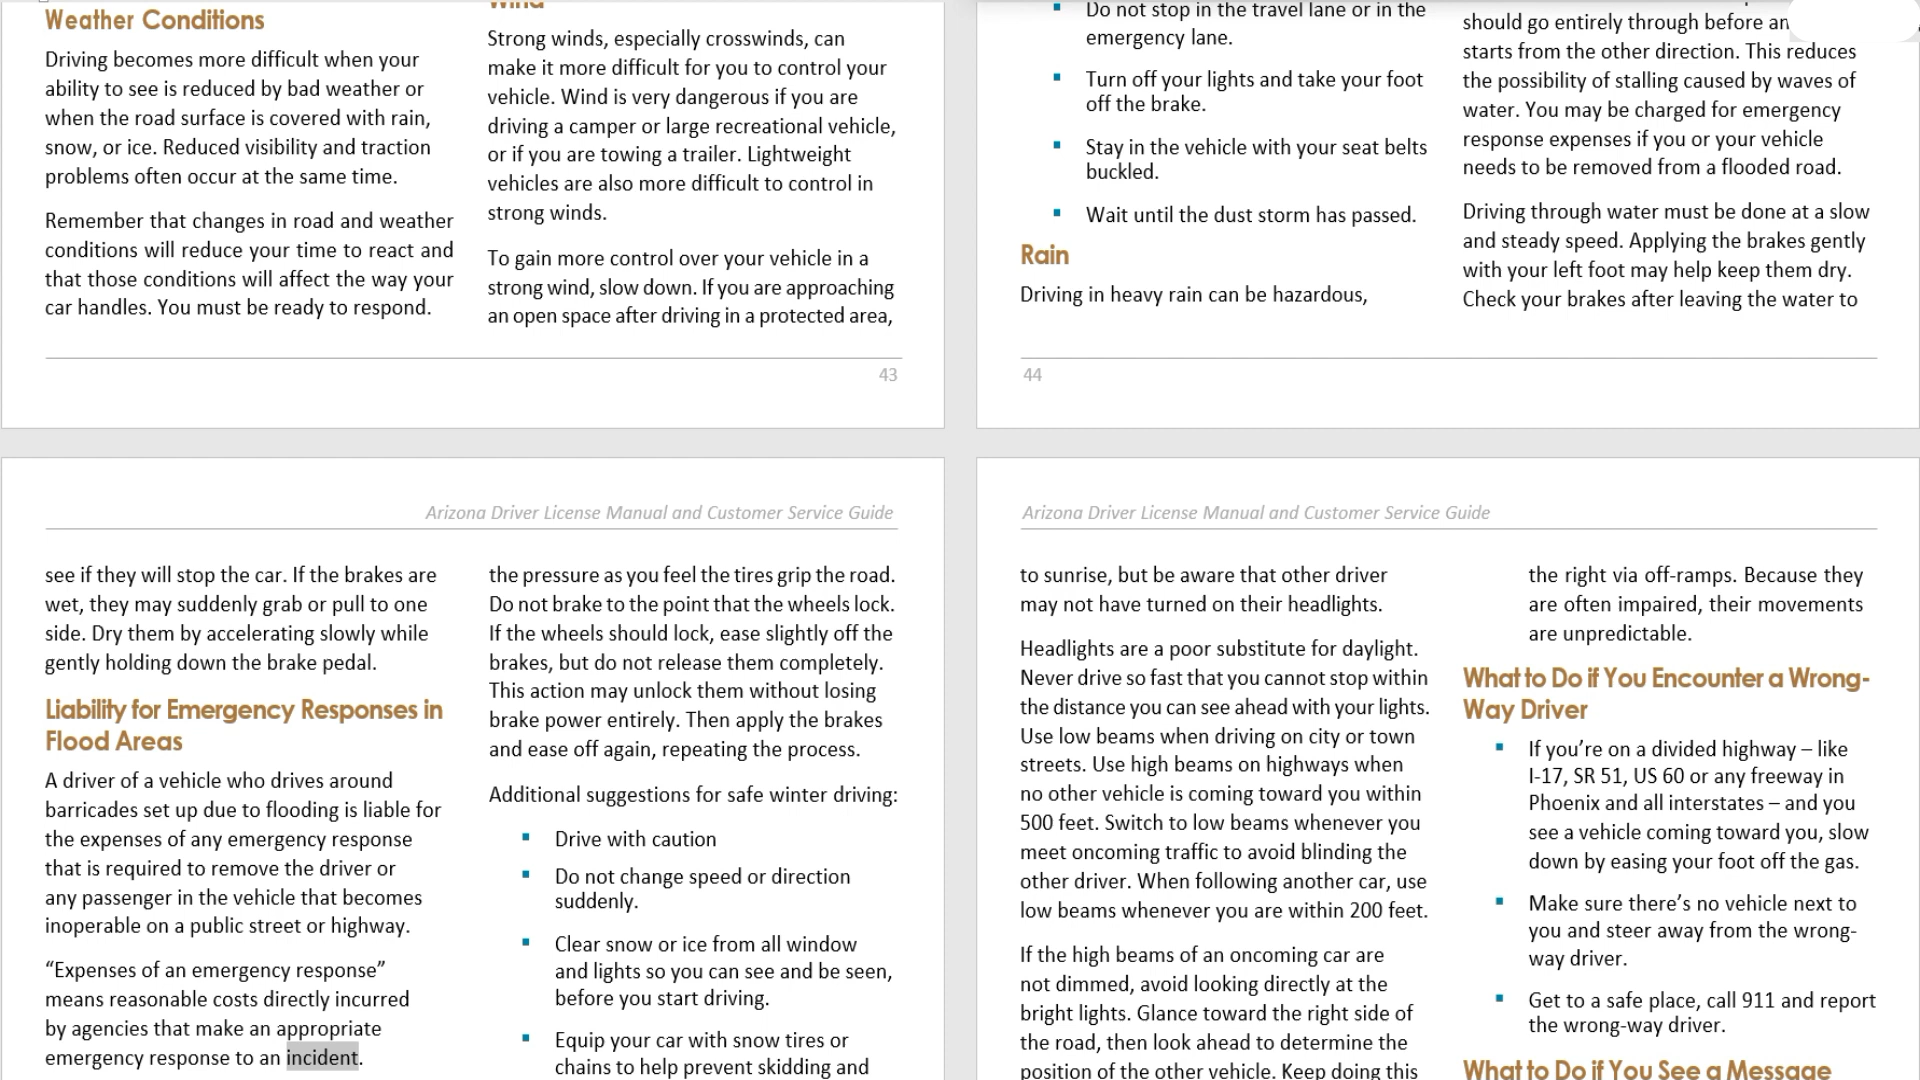 Weather Conditions
Driving becomes more difficult when your
ability to see is reduced by bad weather or
when the road surface is covered with rain,
snow, or ice. Reduced visibility and traction
problems often occur at the same time.
Remember that changes in road and weather
conditions will reduce your time to react and
that those conditions will affect the way your
car handles. You must be ready to respond.
Wind
Strong winds, especially crosswinds, can
make it more difficult for you to control your
vehicle. Wind is very dangerous if you are
driving a camper or large recreational vehicle,
or if you are towing a trailer. Lightweight
vehicles are also more difficult to control in
strong winds.
To gain more control over your vehicle in a
strong wind, slow down. If you are approaching
an open space after driving in a protected area,
43
Do not stop in the travel lane or in the
emergency lane.
Turn off your lights and take your foot
off the brake.
Stay in the vehicle with your seat belts
buckled.
Wait until the dust storm has passed.
Rain
Driving in heavy rain can be hazardous,
should go entirely through before
starts from the other direction. This reduces
the possibility of stalling caused by waves of
water. You may be charged for emergency
response expenses if you or your vehicle
needs to be removed from a flooded road.
Driving through water must be done at a slow
and steady speed. Applying the brakes gently
with your left foot may help keep them dry.
Check your brakes after leaving the water to
44
Arizona Driver License Manual and Customer Service Guide
see if they will stop the car. If the brakes are
wet, they may suddenly grab or pull to one
side. Dry them by accelerating slowly while
gently holding down the brake pedal.
Liability for Emergency Responses in
Flood Areas
A driver of a vehicle who drives around
barricades set up due to flooding is liable for
the expenses of any emergency response
that is required to remove the driver or
any passenger in the vehicle that becomes
inoperable on a public street or highway.
“Expenses of an emergency response”
means reasonable costs directly incurred
by agencies that make an appropriate
emergency response to an incident.
the pressure as you feel the tires grip the road.
Do not brake to the point that the wheels lock.
If the wheels should lock, ease slightly off the
brakes, but do not release them completely.
This action may unlock them without losing
brake power entirely. Then apply the brakes
and ease off again, repeating the process.
Additional suggestions for safe winter driving:
Drive with caution
Do not change speed or direction
suddenly.
Clear snow or ice from all window
and lights so you can see and be seen,
before you start driving.
Equip your car with snow tires or
chains to help prevent skidding and
Arizona Driver License Manual and Customer Service Guide
to sunrise, but be aware that other driver
may not have turned on their headlights.
Headlights are a poor substitute for daylight.
Never drive so fast that you cannot stop within
the distance you can see ahead with your lights.
Use low beams when driving on city or town
streets. Use high beams on highways when
no other vehicle is coming toward you within
500 feet. Switch to low beams whenever you
meet oncoming traffic to avoid blinding the
other driver. When following another car, use
low beams whenever you are within 200 feet.
If the high beams of an oncoming car are
not dimmed, avoid looking directly at the
bright lights. Glance toward the right side of
the road, then look ahead to determine the
position of the other vehicle. Keep doing this
the right via off-ramps. Because they
are often impaired, their movements
are unpredictable.
What to Do if You Encounter a Wrong-
Way Driver
If you’re on a divided highway – like
I-17, SR 51, US 60 or any freeway in
Phoenix and all interstates – and you
see a vehicle coming toward you, slow
down by easing your foot off the gas.
Make sure there’s no vehicle next to
you and steer away from the wrong-
way driver.
Get to a safe place, call 911 and report
the wrong-way driver.
What to Do if You See a Message